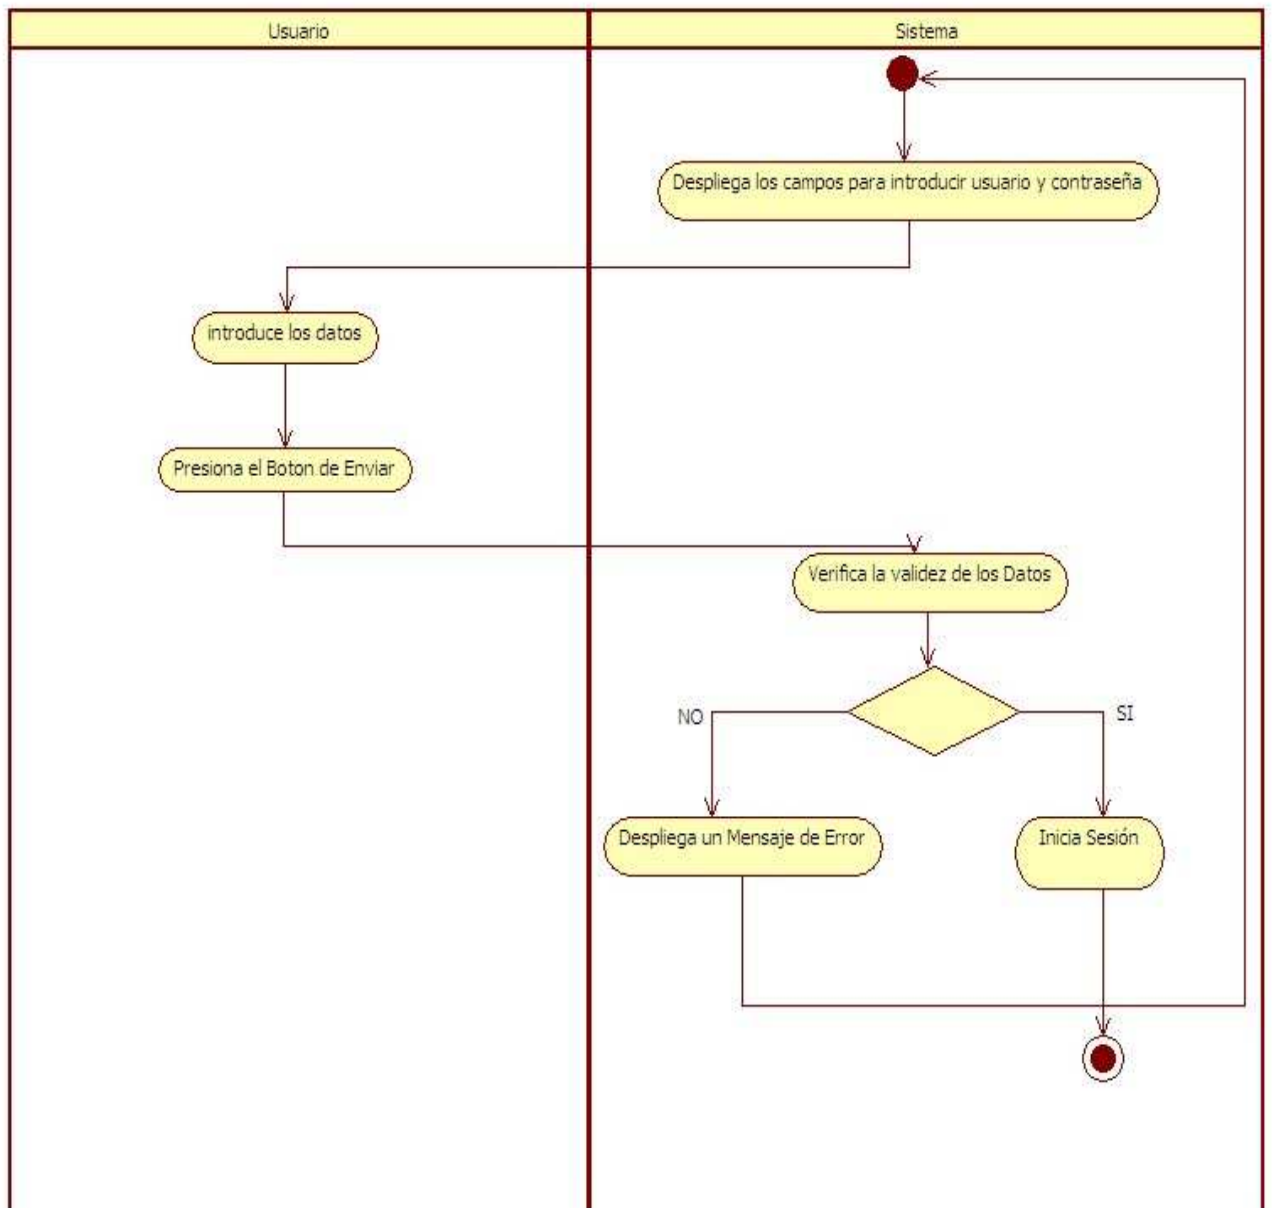 Usuario
Sistema
Despliega los campos para introducir usuario y contraseña
introduce los datos
Presiona el Boton de Enviar
Verifica la validez de los Datos
NO
SI
Despliega un Mensaje de Error
Inicia Sesión